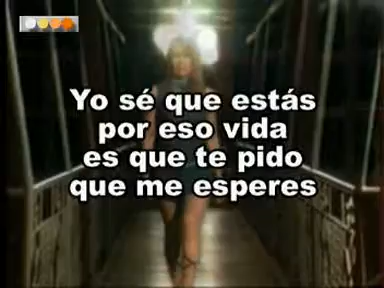 Yo sé que estás
por eso vida
es que te pido
que me esperes